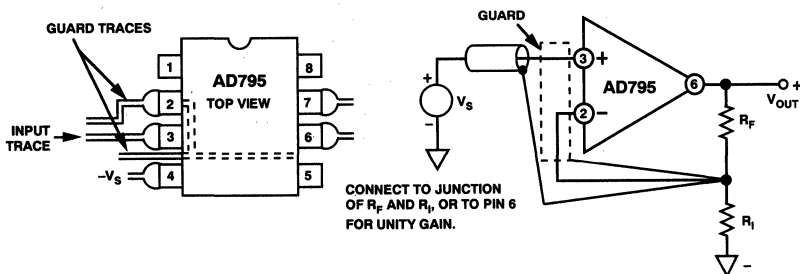 GUARD TRACES
INPUT
TRACE
–VS
1
2
3
4
AD795
TOP VIEW
8
7
6
5
GUARD
+
VS
–
3 +
2 –
AD795
6
VOUT
+
RF
RI
–
CONNECT TO JUNCTION
OF RF AND RI, OR TO PIN 6
FOR UNITY GAIN.